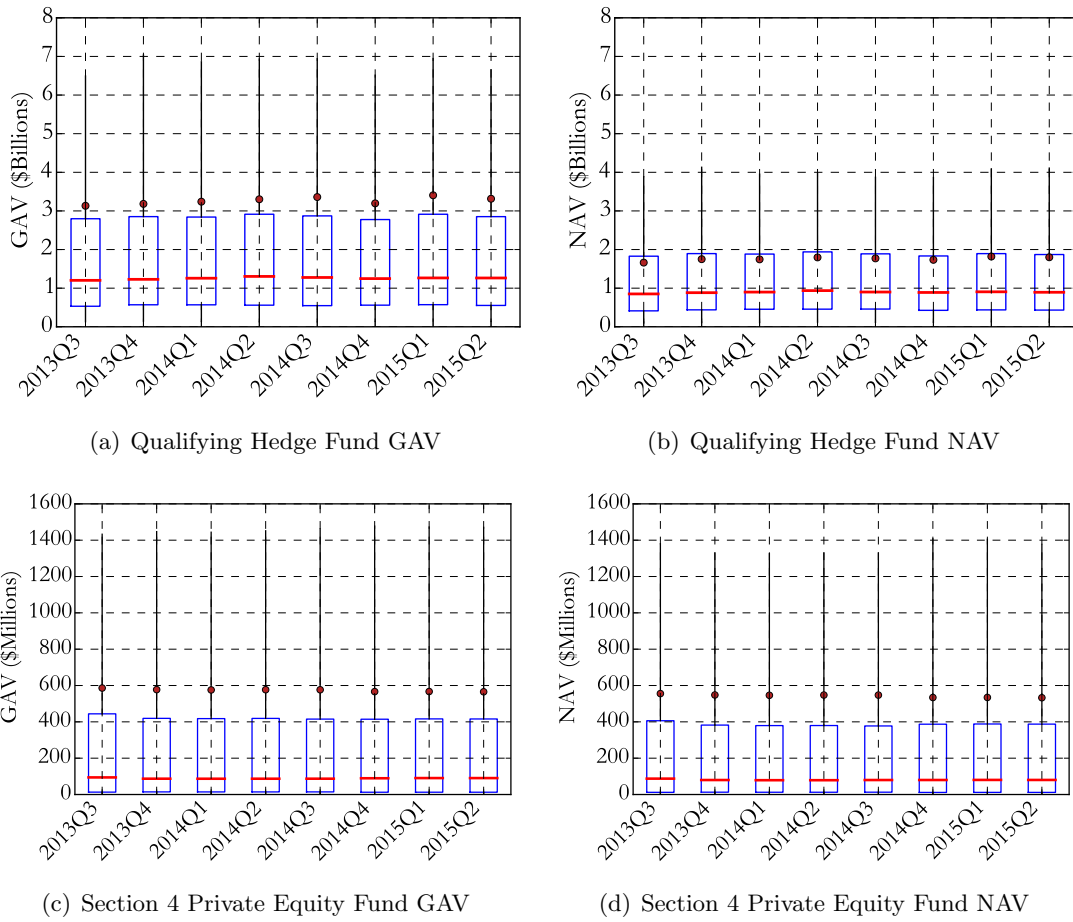 8
7
6
5
4
3
2
1
0
GAV ($Billions)
2013Q3
2013Q4
2014Q1
2014Q2
2014Q3
2014Q4
2015Q1
2015Q2
(a) Qualifying Hedge Fund GAV
8
7
6
5
4
3
2
1
0
NAV ($Billions)
2013Q3
2013Q4
2014Q1
2014Q2
2014Q3
2014Q4
2015Q1
2015Q2
(b) Qualifying Hedge Fund NAV
1600
1400
1200
1000
800
600
400
200
0
GAV ($Millions)
2013Q3
2013Q4
2014Q1
2014Q2
2014Q3
2014Q4
2015Q1
2015Q2
(c) Section 4 Private Equity Fund GAV
1600
1400
1200
1000
800
600
400
200
0
NAV ($Millions)
2013Q3
2013Q4
2014Q1
2014Q2
2014Q3
2014Q4
2015Q1
2015Q2
(d) Section 4 Private Equity Fund NAV